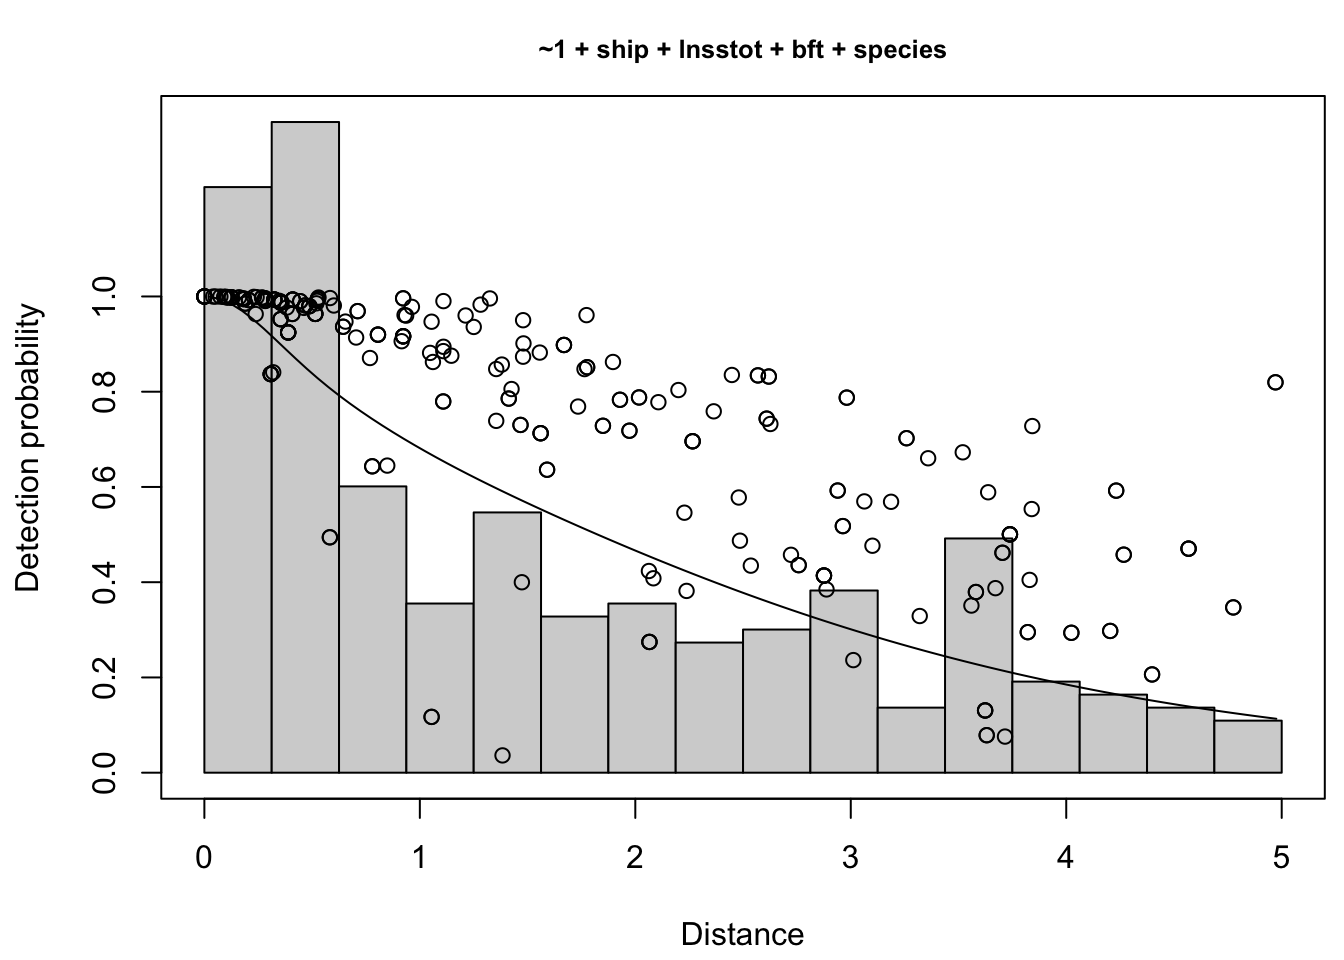 ~1 + ship + lnsstot + bft + species
Detection probability
1.0
0.8
0.6
0.4
0.2
0.0
0 1 2 3 4 5
Distance